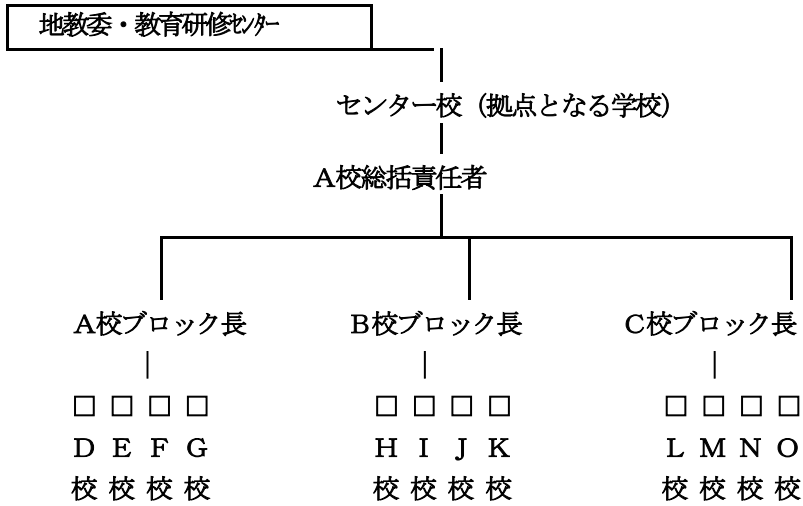 地教委・教育研修ｾﾝﾀｰ
センター校（拠点となる学校）
Ａ校総括責任者
Ａ校ブロック長 Ｂ校ブロック長 Ｃ校ブロック長
｜ ｜ ｜
□ □ □ □ □ □ □ □ □ □ □ □
Ｄ Ｅ Ｆ Ｇ Ｈ Ｉ Ｊ Ｋ Ｌ Ｍ Ｎ Ｏ
校 校 校 校 校 校 校 校 校 校 校 校